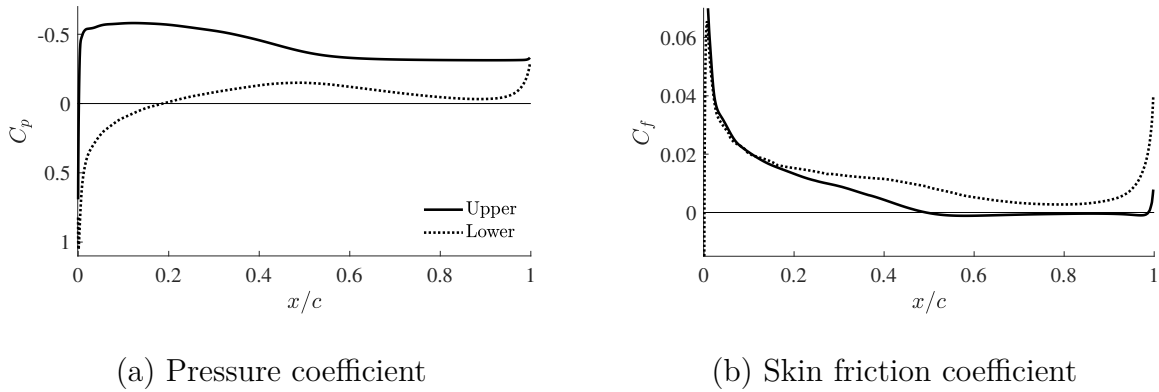 -0.5
0
0.5
1
C_p
0 0.2 0.4 0.6 0.8 1
x/c
Upper
Lower
(a) Pressure coefficient
0.06
0.04
0.02
0
C_f
0 0.2 0.4 0.6 0.8 1
x/c
(b) Skin friction coefficient